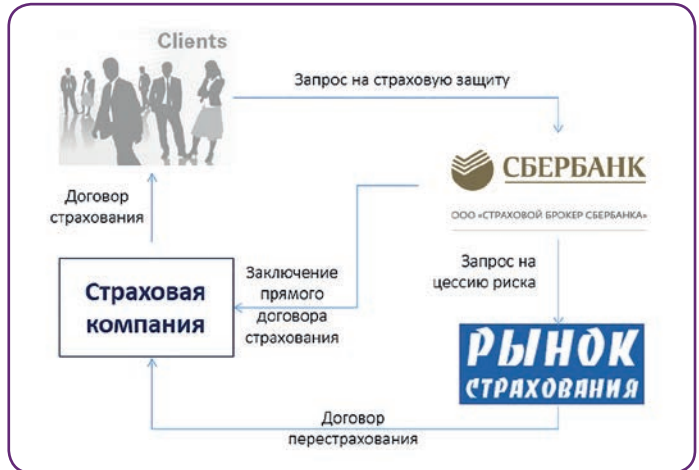 Clients
Запрос на страховую защиту
СБЕРБАНК
ООО «СТРАХОВОЙ БРОКЕР СБЕРБАНКА»
Договор
страхования
Запрос на
цессию риска
Заключение
прямого
договора
страхования
Страховая
компания
РЫНОК
СТРАХОВАНИЯ
Договор
перестрахования